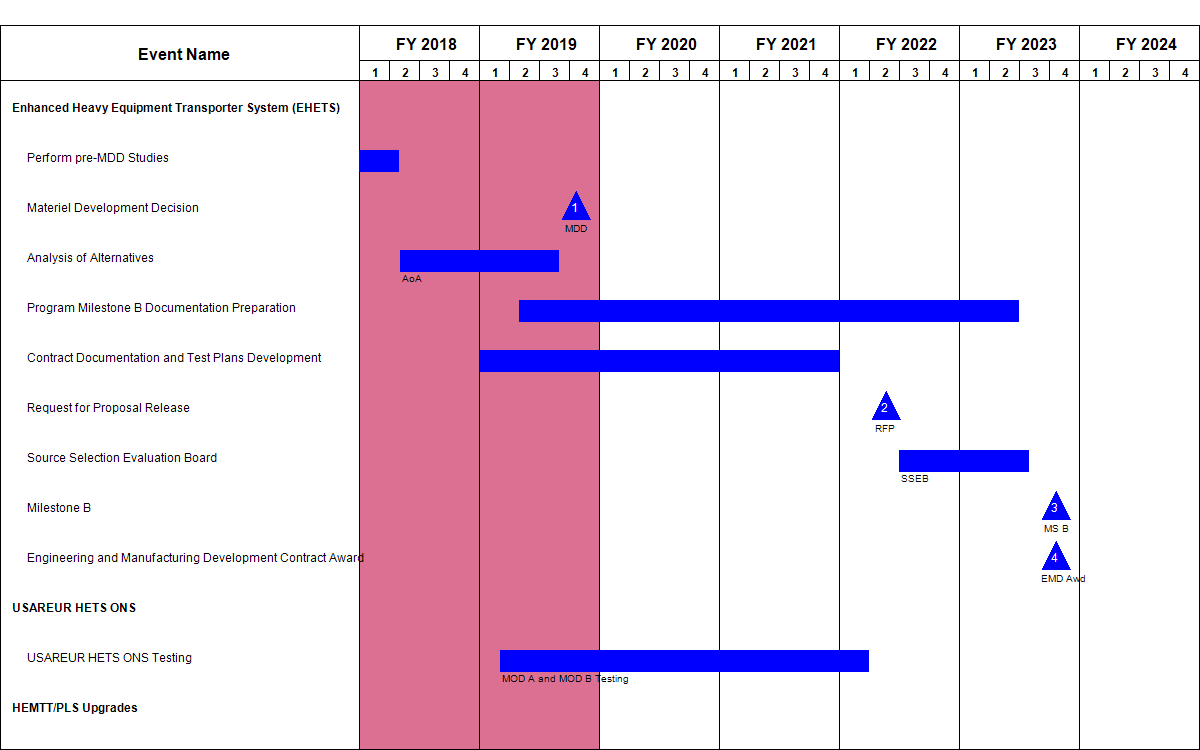 Event Name
FY 2018 FY 2019 FY 2020 FY 2021 FY 2022 FY 2023 FY 2024
1 2 3 4 1 2 3 4 1 2 3 4 1 2 3 4 1 2 3 4 1 2 3 4 1 2 3 4
Enhanced Heavy Equipment Transporter System (EHETS)
Perform pre-MDD Studies
Materiel Development Decision
1
MDD
Analysis of Alternatives
AoA
Program Milestone B Documentation Preparation
Contract Documentation and Test Plans Development
Request for Proposal Release
2
RFP
Source Selection Evaluation Board
SSEB
Milestone B
3
MS B
Engineering and Manufacturing Development Contract Award
4
EMD Awd
USAREUR HETS ONS
USAREUR HETS ONS Testing
MOD A and MOD B Testing
HEMTT/PLS Upgrades